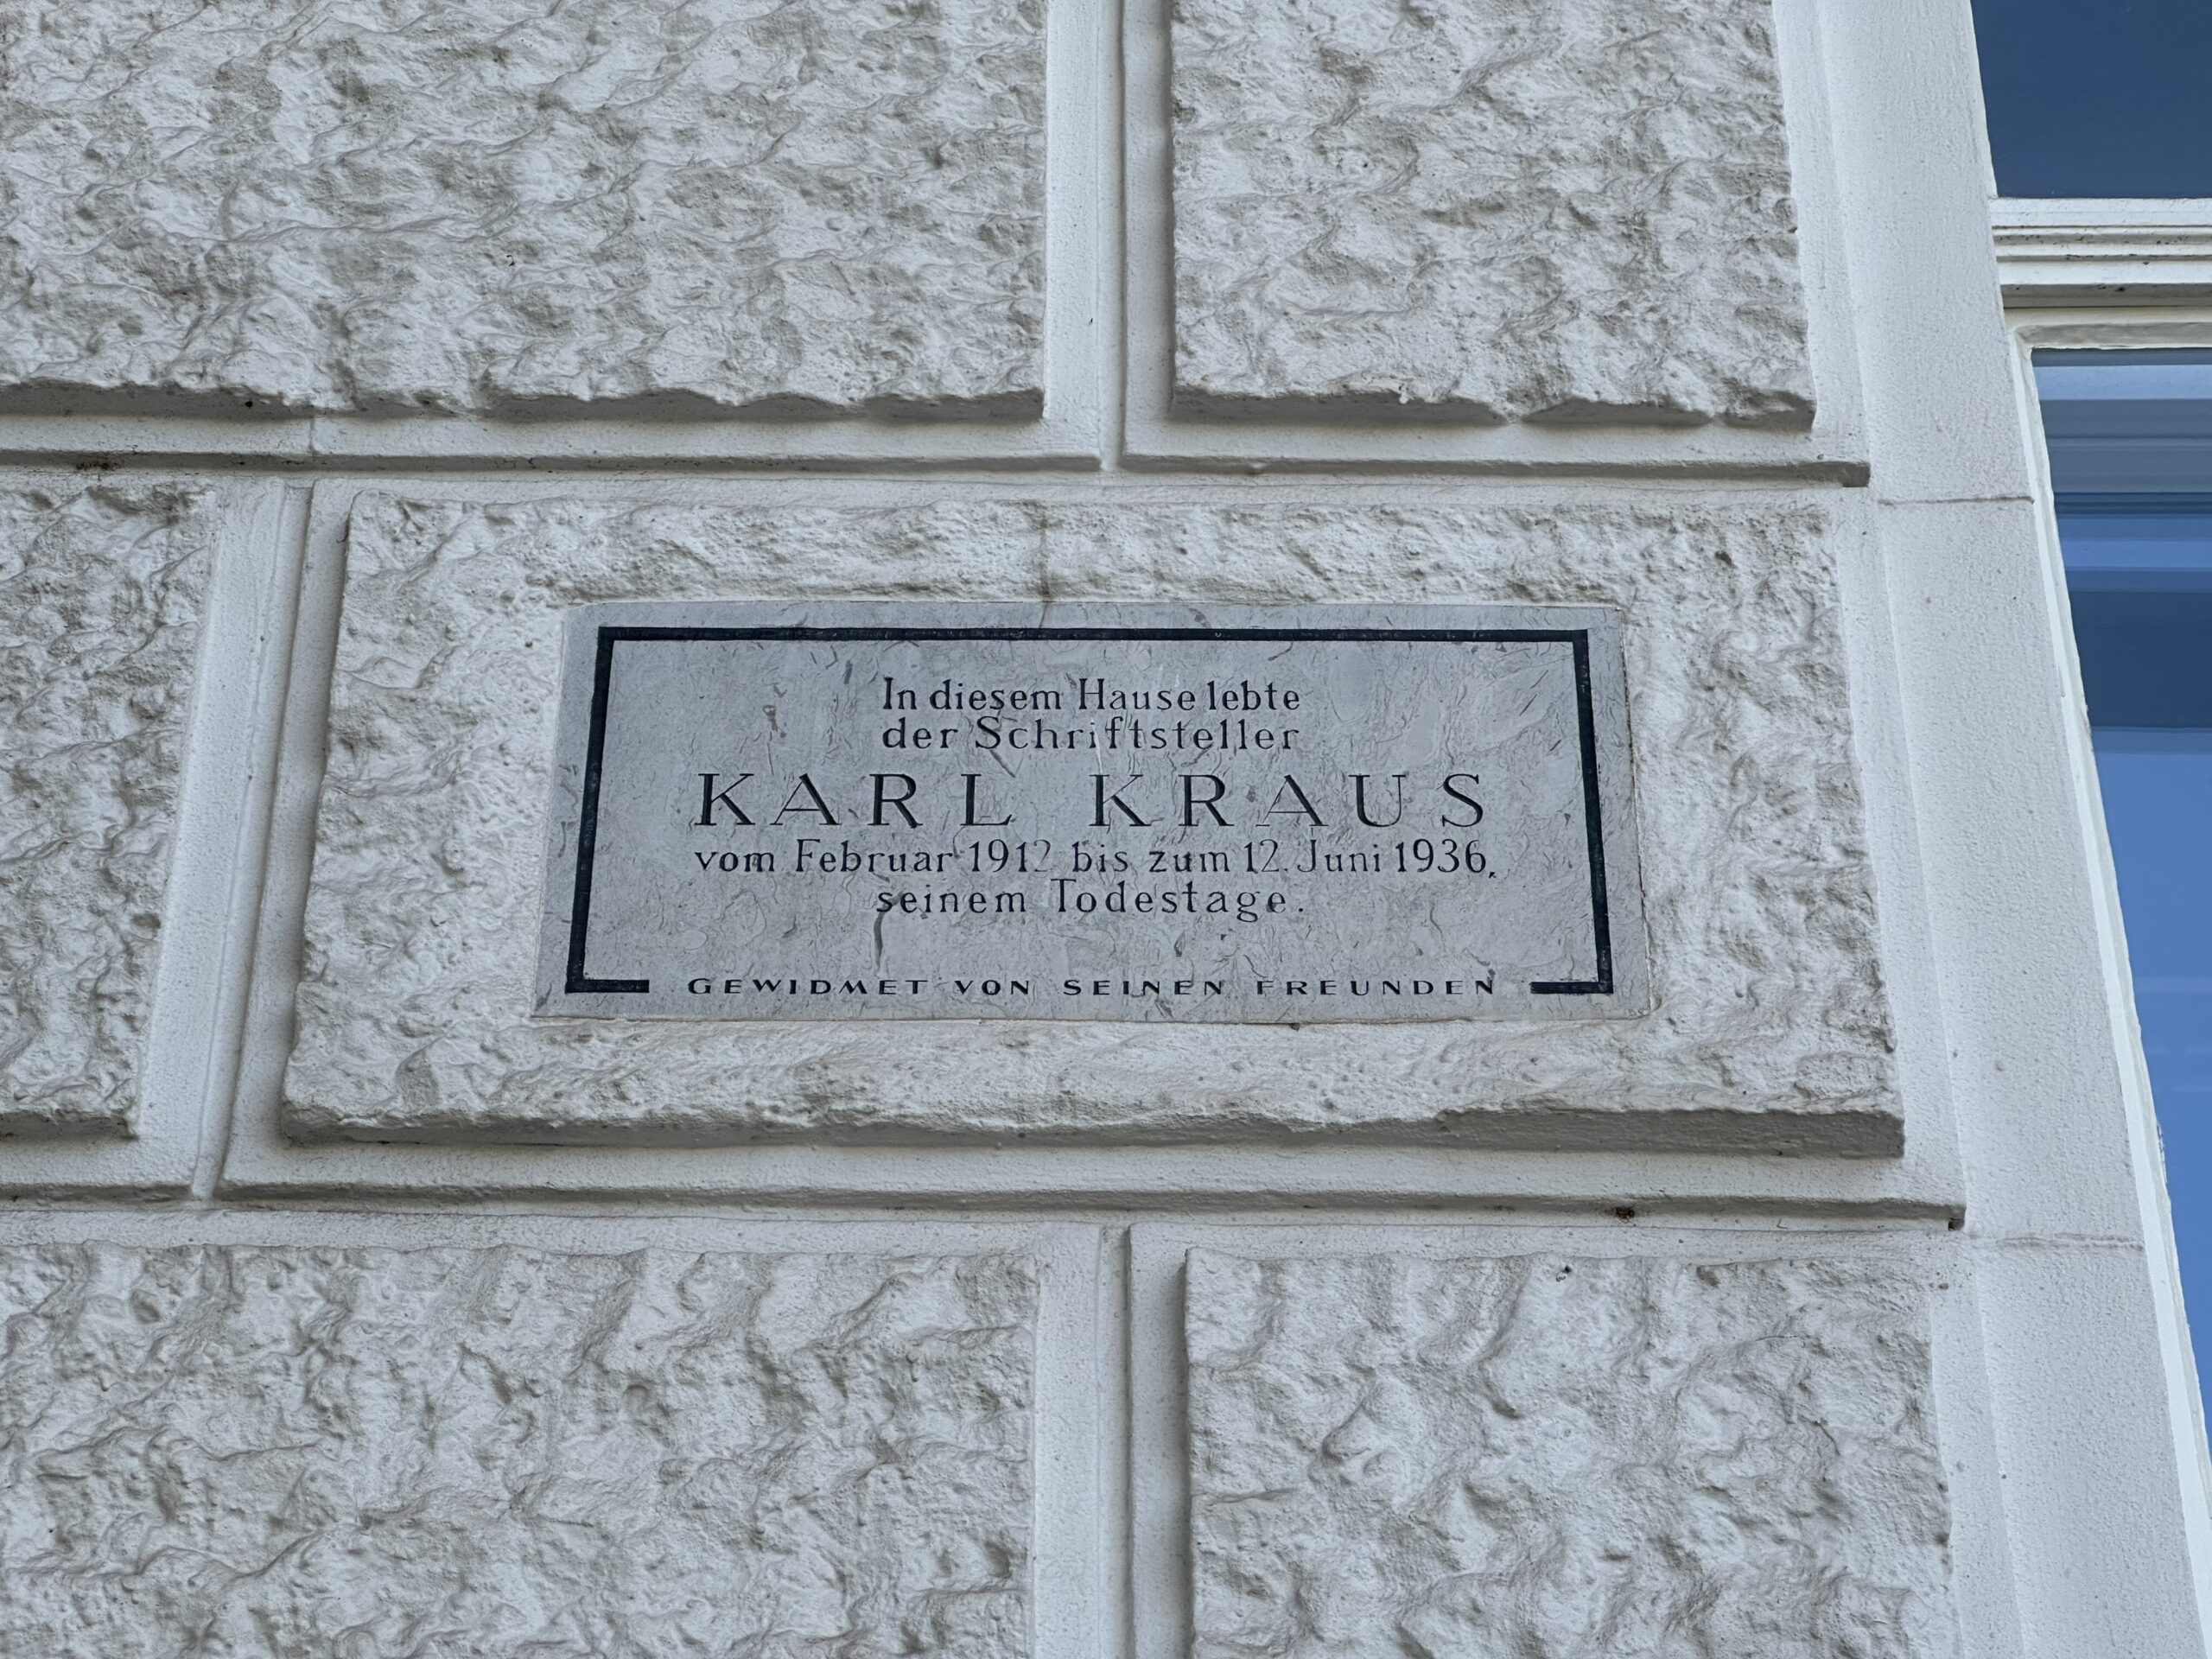 In diesem Hause lebte
der Schriftsteller
KARL KRAUS
vom Februar 1912 bis zum 12. Juni 1936,
seinem Todestage.
GEWIDMET VON SEINEN FREUNDEN